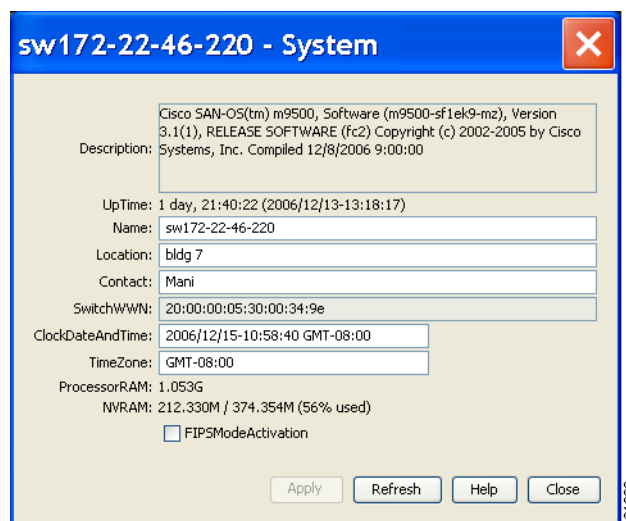 sw172-22-46-220 - System
Description: Cisco SAN-OS(tm) m9500, Software (m9500-sf1ek9-mz), Version
3.1(1), RELEASE SOFTWARE (fc2) Copyright (c) 2002-2005 by Cisco
Systems, Inc. Compiled 12/8/2006 9:00:00
UpTime: 1 day, 21:40:22 (2006/12/13-13:18:17)
Name: sw172-22-46-220
Location: bldg 7
Contact: Mani
SwitchWWN: 20:00:00:05:30:00:34:9e
ClockDateAndTime: 2006/12/15-10:58:40 GMT-08:00
TimeZone: GMT-08:00
ProcessorRAM: 1.053G
NVRAM: 212.330M / 374.354M (56% used)
FIPSModeActivation
Apply Refresh Help Close